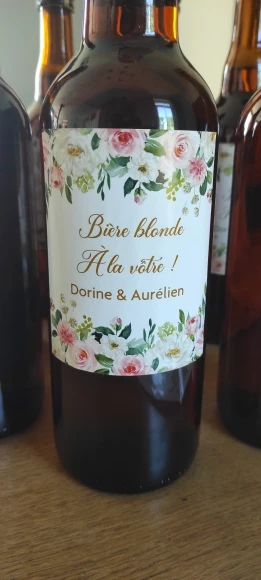 Bière blonde
À la vôtre !
Dorine & Aurélien